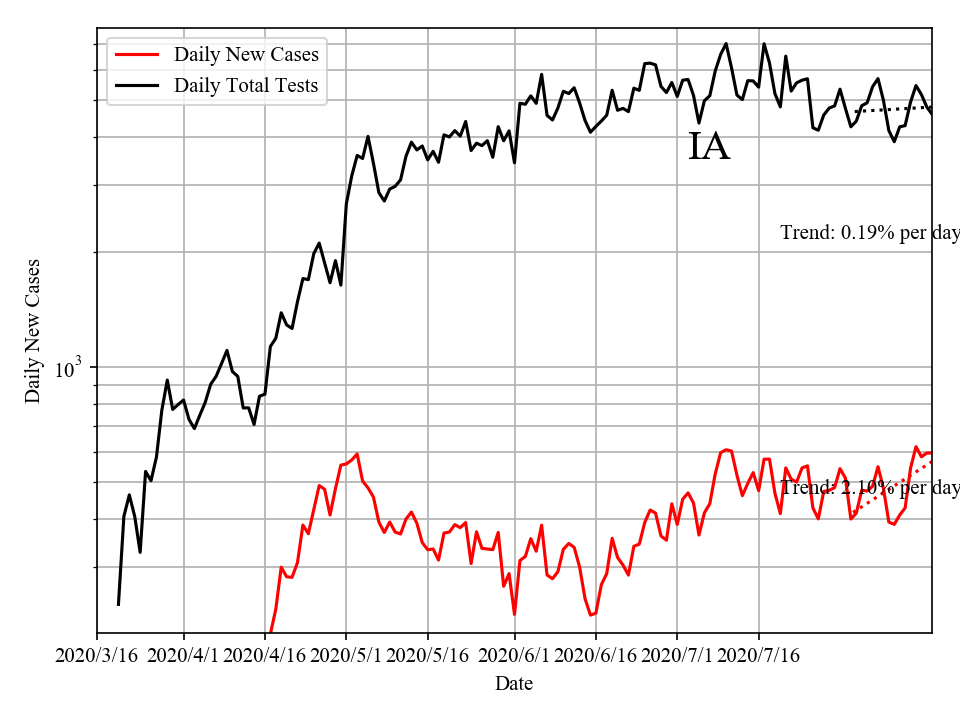 Daily New Cases
Daily Total Tests
IA
Trend: 0.19% per day
Trend: 2.10% per day
Daily New Cases
10³
2020/3/16 2020/4/1 2020/4/16 2020/5/1 2020/5/16 2020/6/1 2020/6/16 2020/7/1 2020/7/16
Date